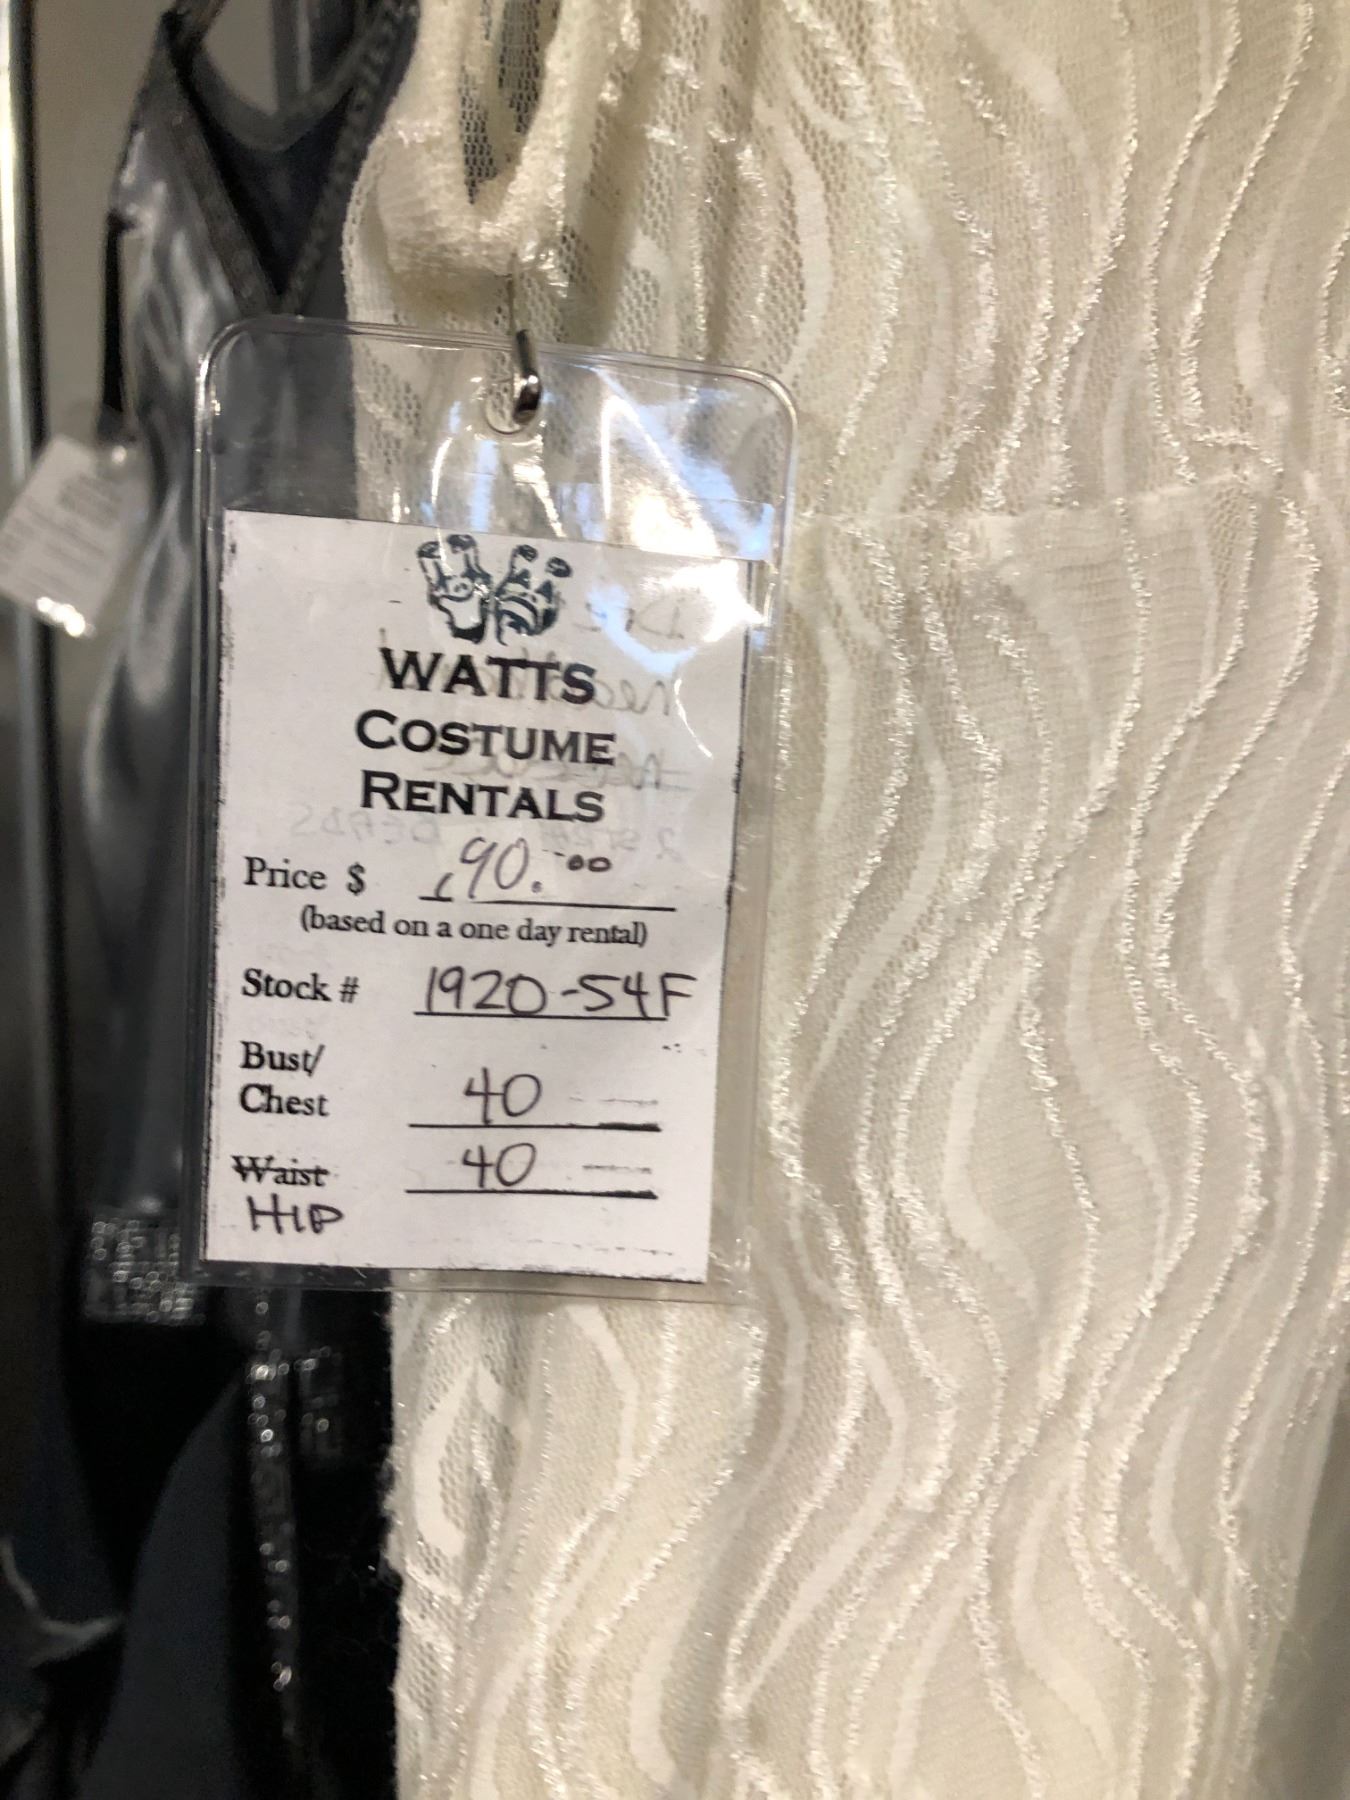 WATTS
COSTUME
RENTALS
Price $ 90.00
(based on a one day rental)
Stock # 1920-54F
Bust/
Chest 40
Waist 40
HIP